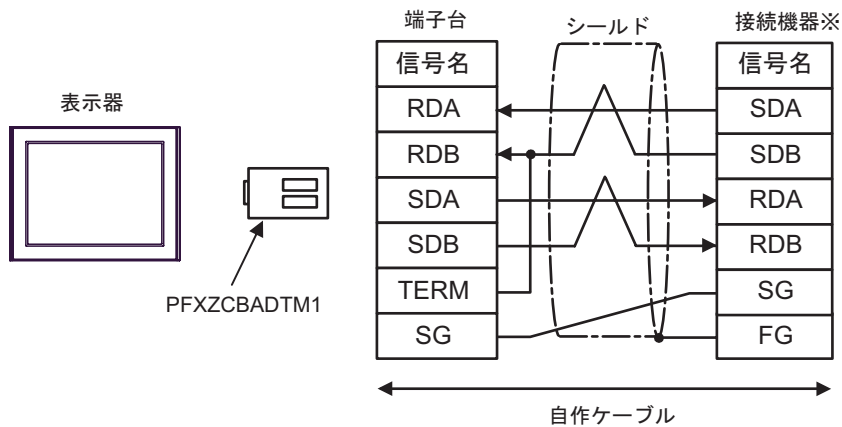 表示器
PFXZCBADTM1
端子台
信号名
RDA
RDB
SDA
SDB
TERM
SG
シールド
接続機器※
信号名
SDA
SDB
RDA
RDB
SG
FG
自作ケーブル